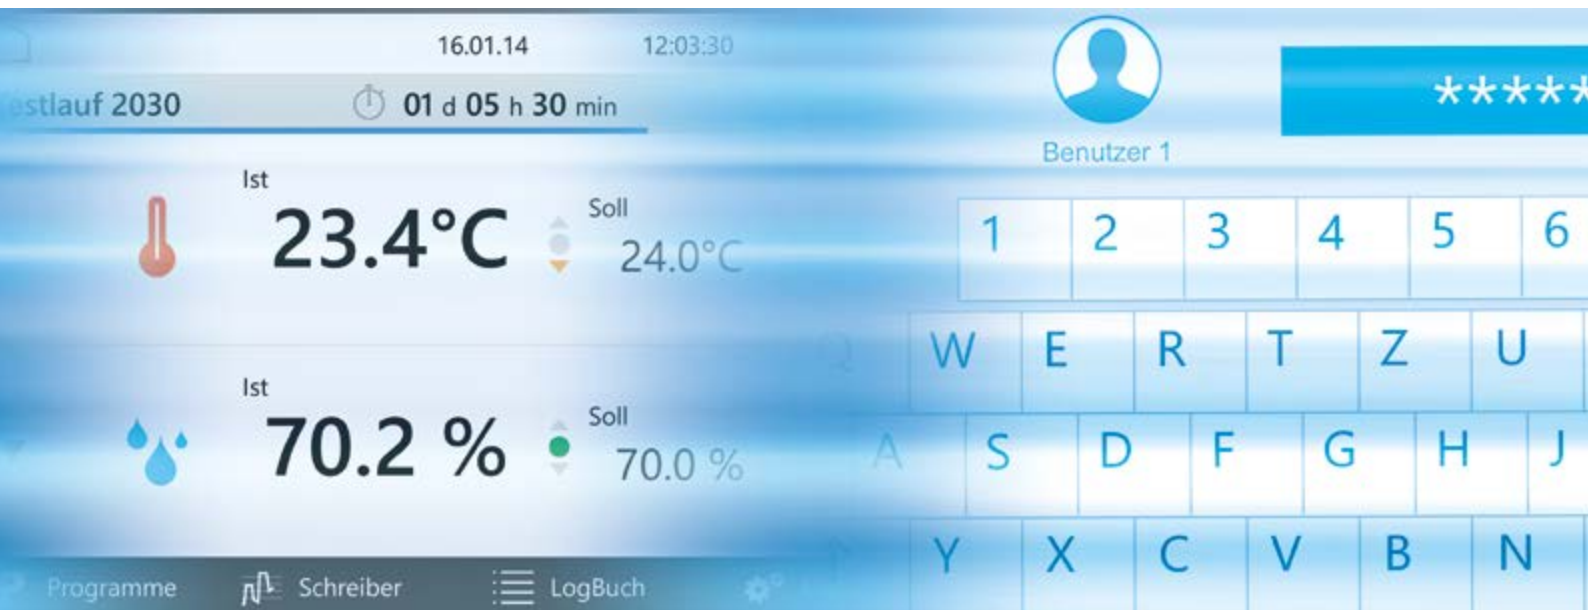 16.01.14 12:03:30
estlauf 2030 01 d 05 h 30 min
Ist
23.4°C
Soll
24.0°C
Ist
70.2 %
Soll
70.0 %
Programme Schreiber LogBuch
Benutzer 1
*****
1 2 3 4 5 6
Q W E R T Z U
A S D F G H J
Y X C V B N